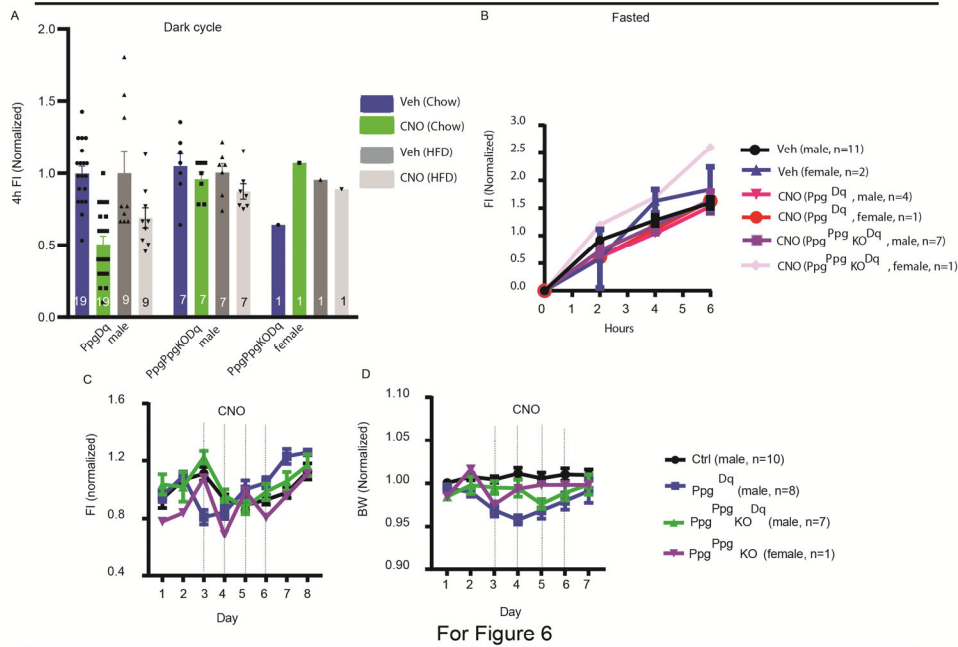 A
Dark cycle
4h FI (Normalized)
2.0
1.5
1.0
0.5
0.0
19
19
9
9
7
7
7
7
1
1
1
1
PpgDq
male
PpgPpgKODq
male
PpgPpgKODq
female
Veh (Chow)
CNO (Chow)
Veh (HFD)
CNO (HFD)
B
Fasted
FI (Normalized)
3.0
2.5
2.0
1.5
1.0
0.5
0.0
0 1 2 3 4 5 6
Hours
Veh (male, n=11)
Veh (female, n=2)
CNO (Ppg Dq , male, n=4)
CNO (Ppg Dq , female, n=1)
CNO (Ppg Ppg KO Dq , male, n=7)
CNO (Ppg Ppg KO Dq , female, n=1)
C
CNO
FI (normalized)
1.6
1.2
0.8
0.4
1 2 3 4 5 6 7 8
Day
D
CNO
BW (Normalized)
1.10
1.05
1.00
0.95
0.90
1 2 3 4 5 6 7
Day
Ctrl (male, n=10)
Ppg Dq (male, n=8)
Ppg Ppg KO Dq (male, n=7)
Ppg Ppg KO (female, n=1)
For Figure 6